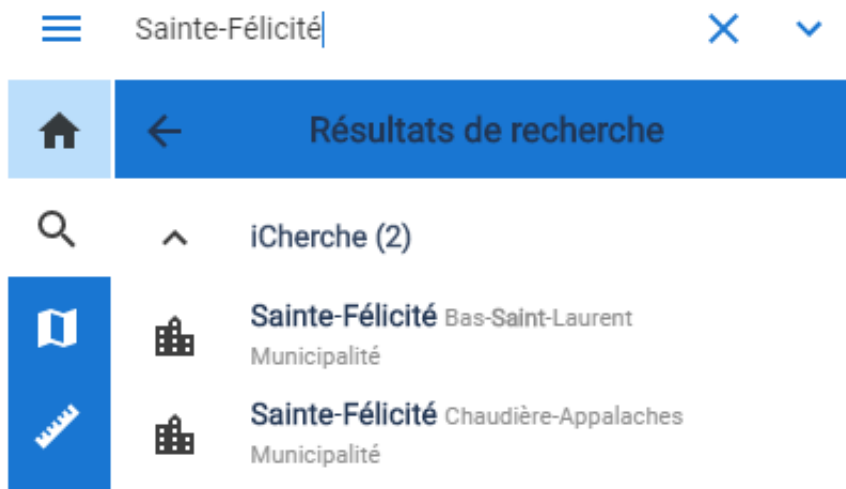 Sainte-Félicité
Résultats de recherche
iCherche (2)
Sainte-Félicité Bas-Saint-Laurent
Municipalité
Sainte-Félicité Chaudière-Appalaches
Municipalité